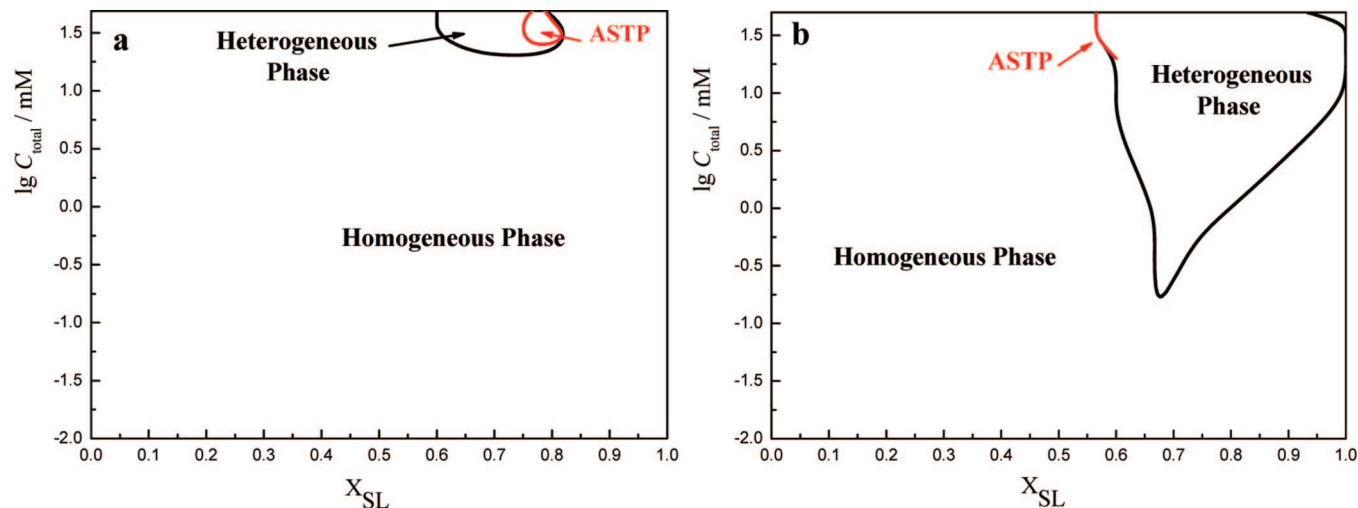 a
Heterogeneous
Phase
ASTP
Homogeneous Phase
lg C_total / mM
1.5
1.0
0.5
0.0
-0.5
-1.0
-1.5
-2.0
0.0 0.1 0.2 0.3 0.4 0.5 0.6 0.7 0.8 0.9 1.0
X_SL
b
ASTP
Heterogeneous
Phase
Homogeneous Phase
lg C_total / mM
1.5
1.0
0.5
0.0
-0.5
-1.0
-1.5
-2.0
0.0 0.1 0.2 0.3 0.4 0.5 0.6 0.7 0.8 0.9 1.0
X_SL